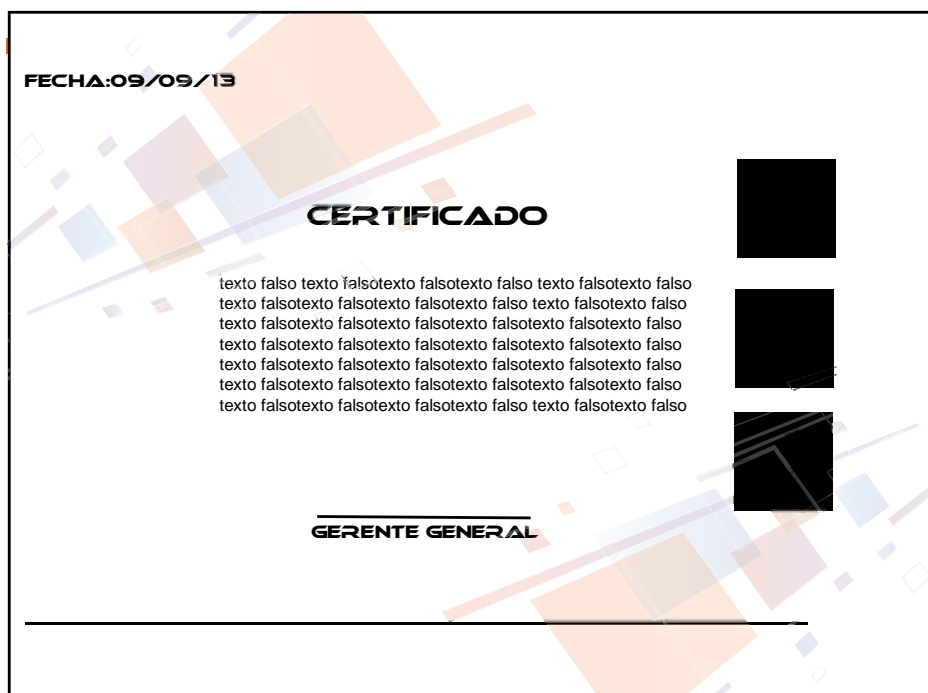 FECHA:09/09/13
CERTIFICADO
texto falso texto falsotexto falsotexto falso texto falsotexto falso
texto falsotexto falsotexto falsotexto falso texto falsotexto falso
texto falsotexto falsotexto falsotexto falsotexto falsotexto falso
texto falsotexto falsotexto falsotexto falsotexto falsotexto falso
texto falsotexto falsotexto falsotexto falsotexto falsotexto falso
texto falsotexto falsotexto falsotexto falsotexto falsotexto falso
texto falsotexto falsotexto falsotexto falso texto falsotexto falso
GERENTE GENERAL